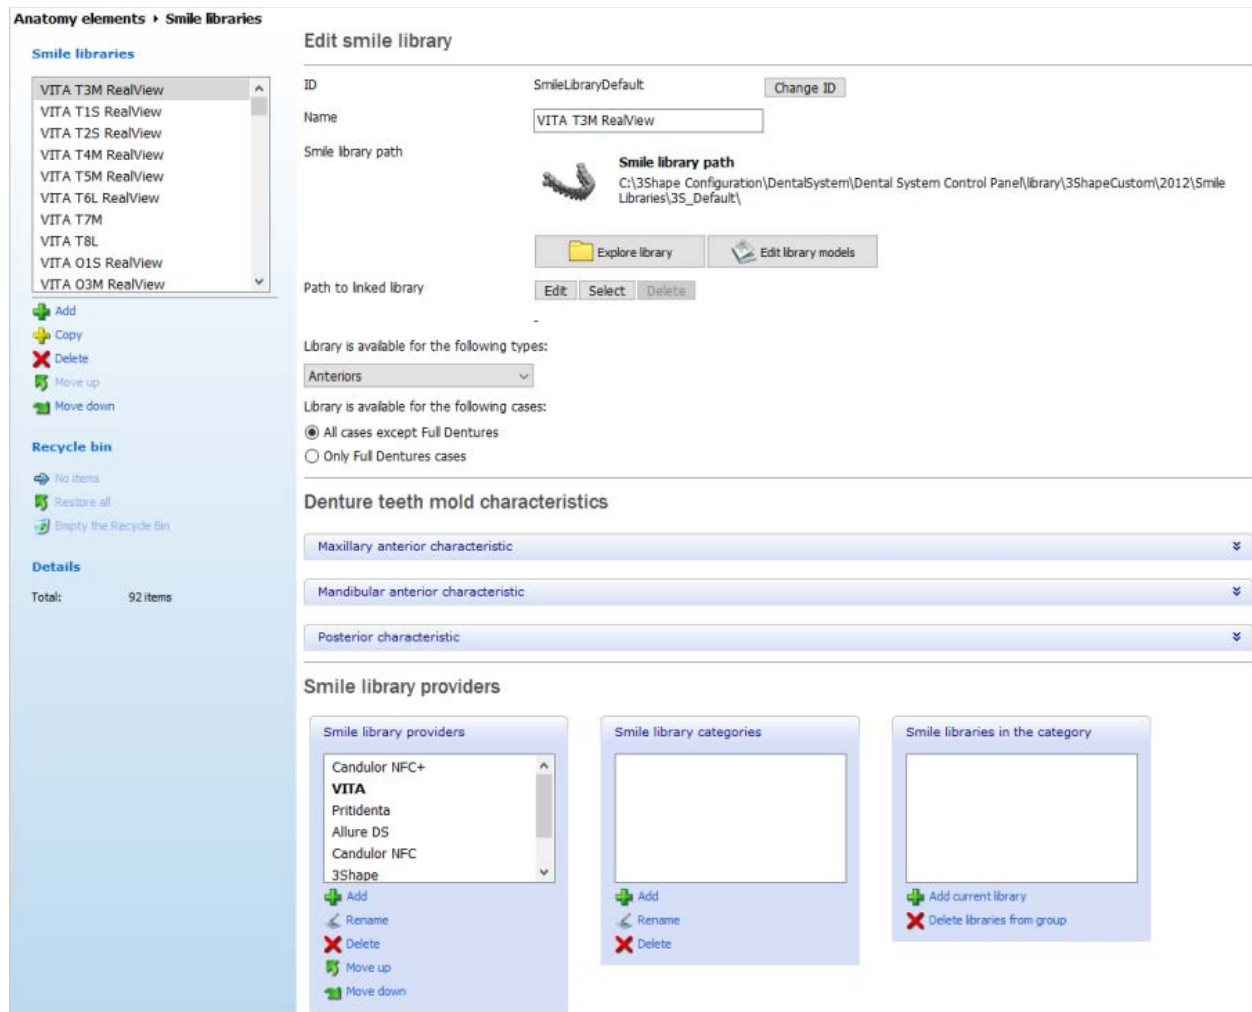 Anatomy elements ▸ Smile libraries
Smile libraries
VITA T3M RealView
VITA T1S RealView
VITA T2S RealView
VITA T4M RealView
VITA T5M RealView
VITA T6L RealView
VITA T7M
VITA T8L
VITA O1S RealView
VITA O3M RealView
Add
Copy
Delete
Move up
Move down
Recycle bin
No items
Restore all
Empty the Recycle Bin
Details
Total: 92 items
Edit smile library
ID SmileLibraryDefault Change ID
Name VITA T3M RealView
Smile library path
Smile library path
C:\3Shape Configuration\DentalSystem\Dental System Control Panel\library\3ShapeCustom\2012\Smile
Libraries\3S_Default\
Explore library Edit library models
Path to linked library Edit Select Delete
-
Library is available for the following types:
Anteriors
Library is available for the following cases:
All cases except Full Dentures
Only Full Dentures cases
Denture teeth mold characteristics
Maxillary anterior characteristic
Mandibular anterior characteristic
Posterior characteristic
Smile library providers
Smile library providers
Candulor NFC+
VITA
Pritidenta
Allure DS
Candulor NFC
3Shape
Add
Rename
Delete
Move up
Move down
Smile library categories
Add
Rename
Delete
Smile libraries in the category
Add current library
Delete libraries from group